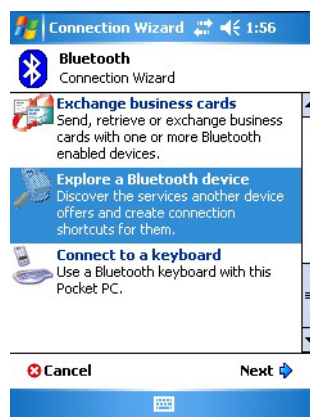 Connection Wizard 1:56
Bluetooth
Connection Wizard
Exchange business cards
Send, retrieve or exchange business
cards with one or more Bluetooth
enabled devices.
Explore a Bluetooth device
Discover the services another device
offers and create connection
shortcuts for them.
Connect to a keyboard
Use a Bluetooth keyboard with this
Pocket PC.
Cancel Next